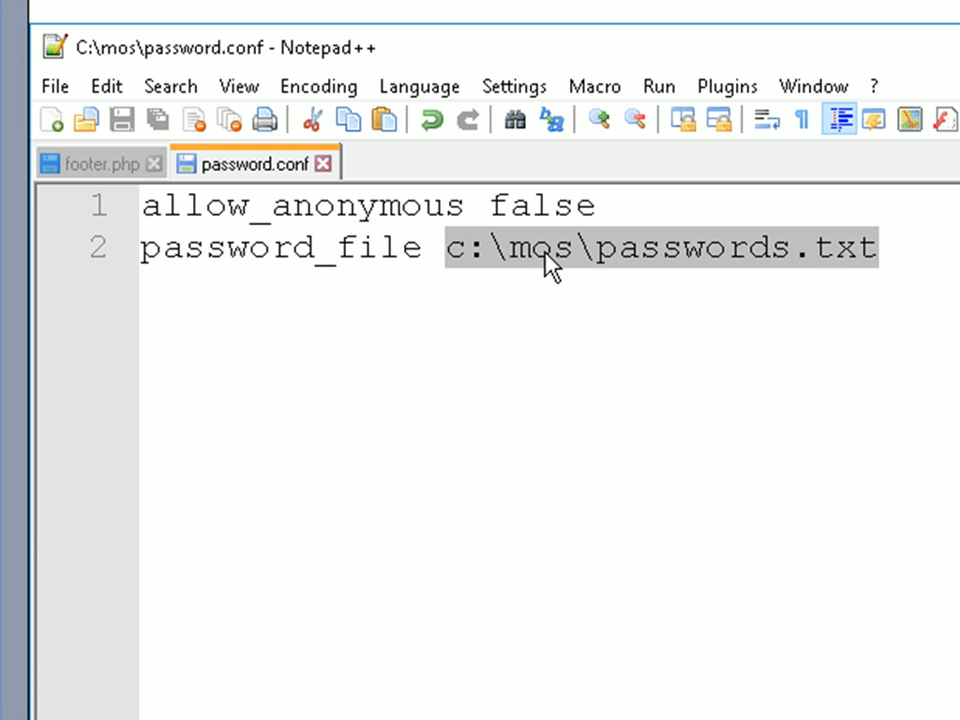 C:\mos\password.conf - Notepad++
File Edit Search View Encoding Language Settings Macro Run Plugins Window ?
footer.php password.conf
1 allow_anonymous false
2 password_file c:\mos\passwords.txt